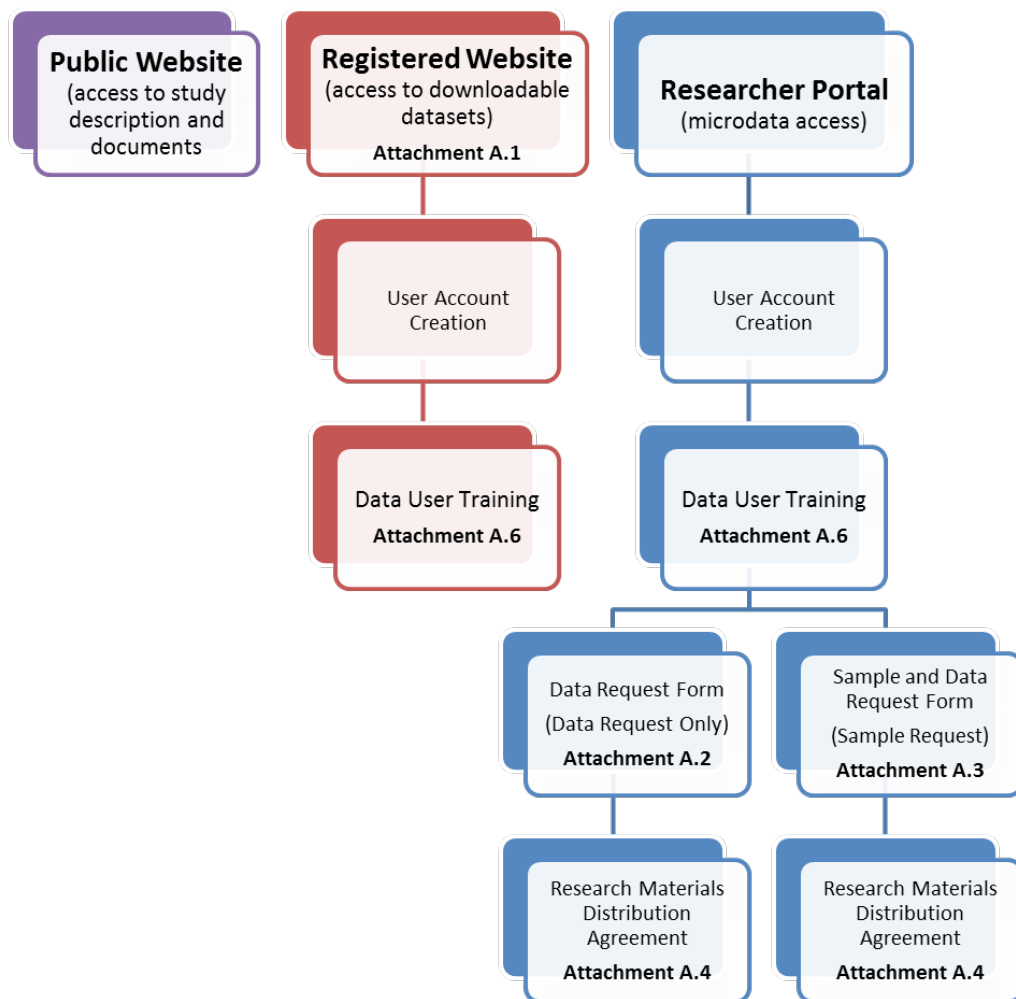 Public Website
(access to study
description and
documents
Registered Website
(access to downloadable
datasets)
Attachment A.1
Researcher Portal
(microdata access)
User Account
Creation
User Account
Creation
Data User Training
Attachment A.6
Data User Training
Attachment A.6
Data Request Form
(Data Request Only)
Attachment A.2
Sample and Data
Request Form
(Sample Request)
Attachment A.3
Research Materials
Distribution
Agreement
Attachment A.4
Research Materials
Distribution
Agreement
Attachment A.4